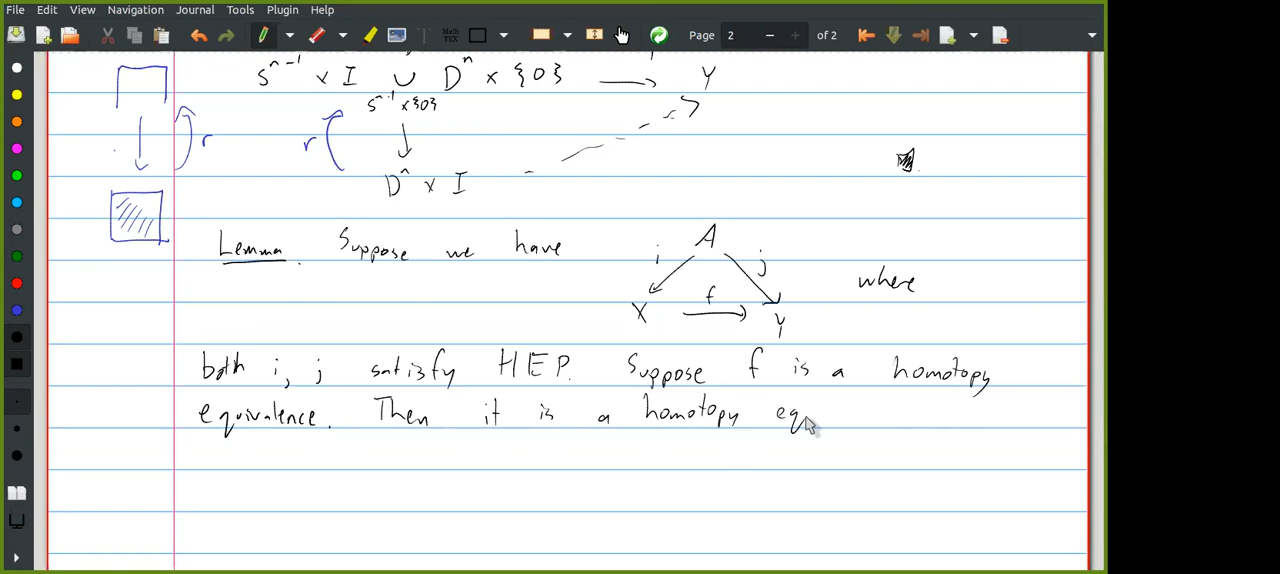 File Edit View Navigation Journal Tools Plugin Help
Page 2 of 2
S^{n-1} × I ∪ D^n × {0} → Y
S^{n-1} × {0}
r r
D^n × I
Lemma. Suppose we have
A
i j
where
f
X Y
both i, j satisfy HEP. Suppose f is a homotopy
equivalence. Then it is a homotopy eq